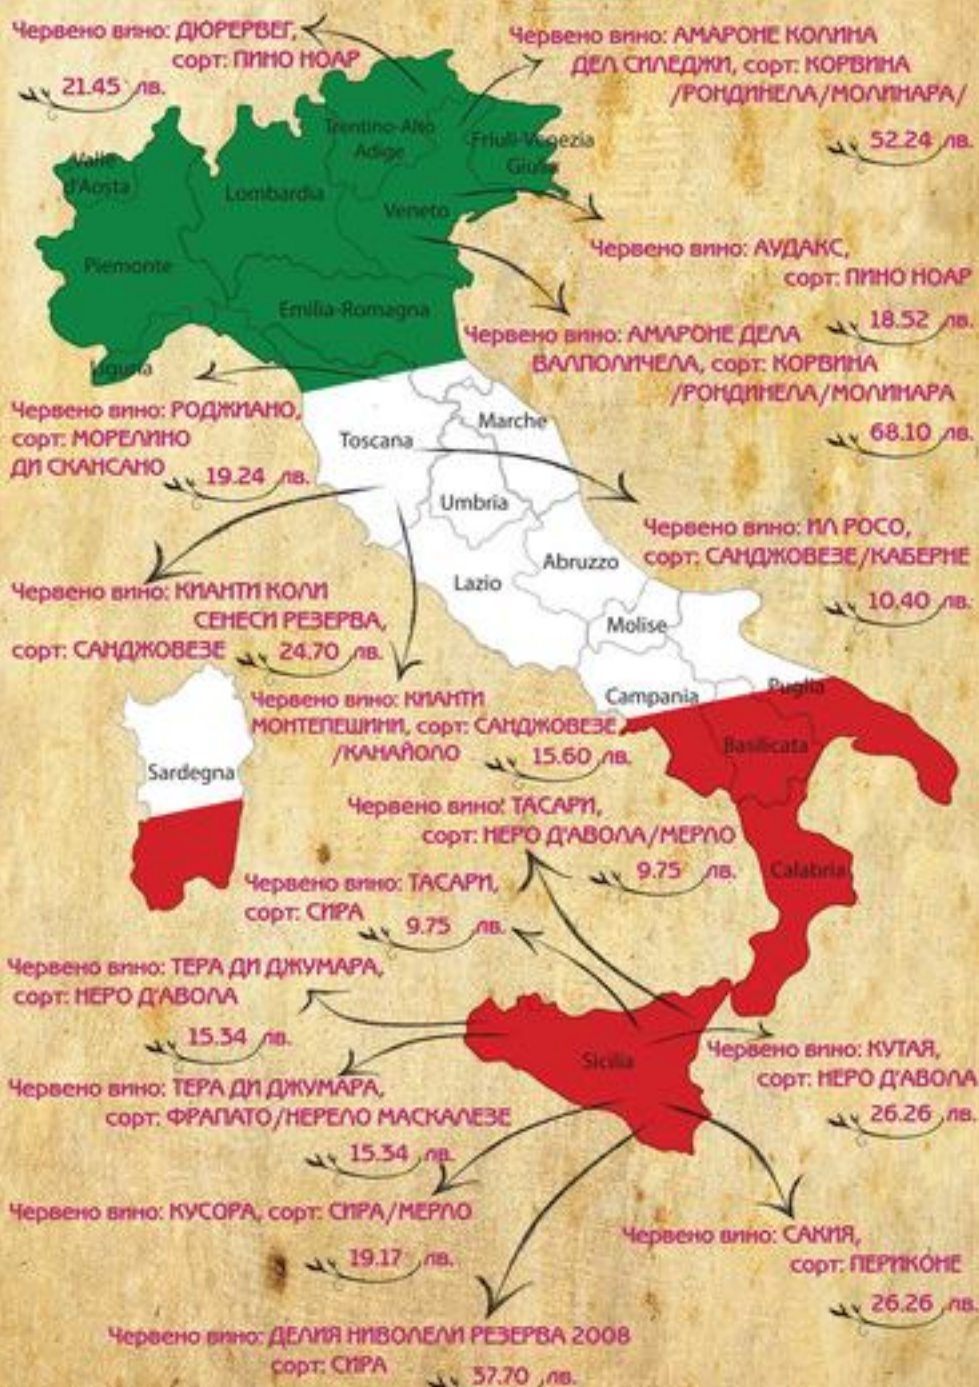 Червено вино: ДЮРЕРВЕГ,
сорт: ПИНО НОАР
21.45 лв.
Червено вино: АМАРОНЕ КОЛИНА
ДЕЛ СИЛЕДЖИ, сорт: КОРВИНА
/РОНДИНЕЛА/МОЛИНАРА/
52.24 лв.
Trentino-Alto
Adige
Friuli-Venezia
Giulia
Valle
d'Aosta
Lombardia
Veneto
Piemonte
Emilia-Romagna
Liguria
Червено вино: АУДАКС,
сорт: ПИНО НОАР
18.52 лв.
Червено вино: АМАРОНЕ ДЕЛА
ВАЛПОЛИЧЕЛА, сорт: КОРВИНА
/РОНДИНЕЛА/МОЛИНАРА
68.10 лв.
Червено вино: РОДЖИАНО,
сорт: МОРЕЛИНО
ДИ СКАНСАНО
19.24 лв.
Toscana
Marche
Umbria
Lazio
Abruzzo
Molise
Campania
Puglia
Basilicata
Calabria
Sardegna
Червено вино: ИЛ РОСО,
сорт: САНДЖОВЕЗЕ/КАБЕРНЕ
10.40 лв.
Червено вино: КИАНТИ КОЛИ
СЕНЕСИ РЕЗЕРВА,
сорт: САНДЖОВЕЗЕ
24.70 лв.
Червено вино: КИАНТИ
МОНТЕПЕШИНИ, сорт: САНДЖОВЕЗЕ
/КАНАЙОЛО
15.60 лв.
Червено вино: ТАСАРИ,
сорт: НЕРО Д'АВОЛА/МЕРЛО
9.75 лв.
Червено вино: ТАСАРИ,
сорт: СИРА
9.75 лв.
Червено вино: ТЕРА ДИ ДЖУМАРА,
сорт: НЕРО Д'АВОЛА
15.34 лв.
Sicilia
Червено вино: КУТАЯ,
сорт: НЕРО Д'АВОЛА
26.26 лв.
Червено вино: ТЕРА ДИ ДЖУМАРА,
сорт: ФРАПАТО/НЕРЕЛО МАСКАЛЕЗЕ
15.34 лв.
Червено вино: КУСОРА, сорт: СИРА/МЕРЛО
19.17 лв.
Червено вино: САКИЯ,
сорт: ПЕРИКОНЕ
26.26 лв.
Червено вино: ДЕЛИЯ НИВОЛЕЛИ РЕЗЕРВА 2008
сорт: СИРА
37.70 лв.